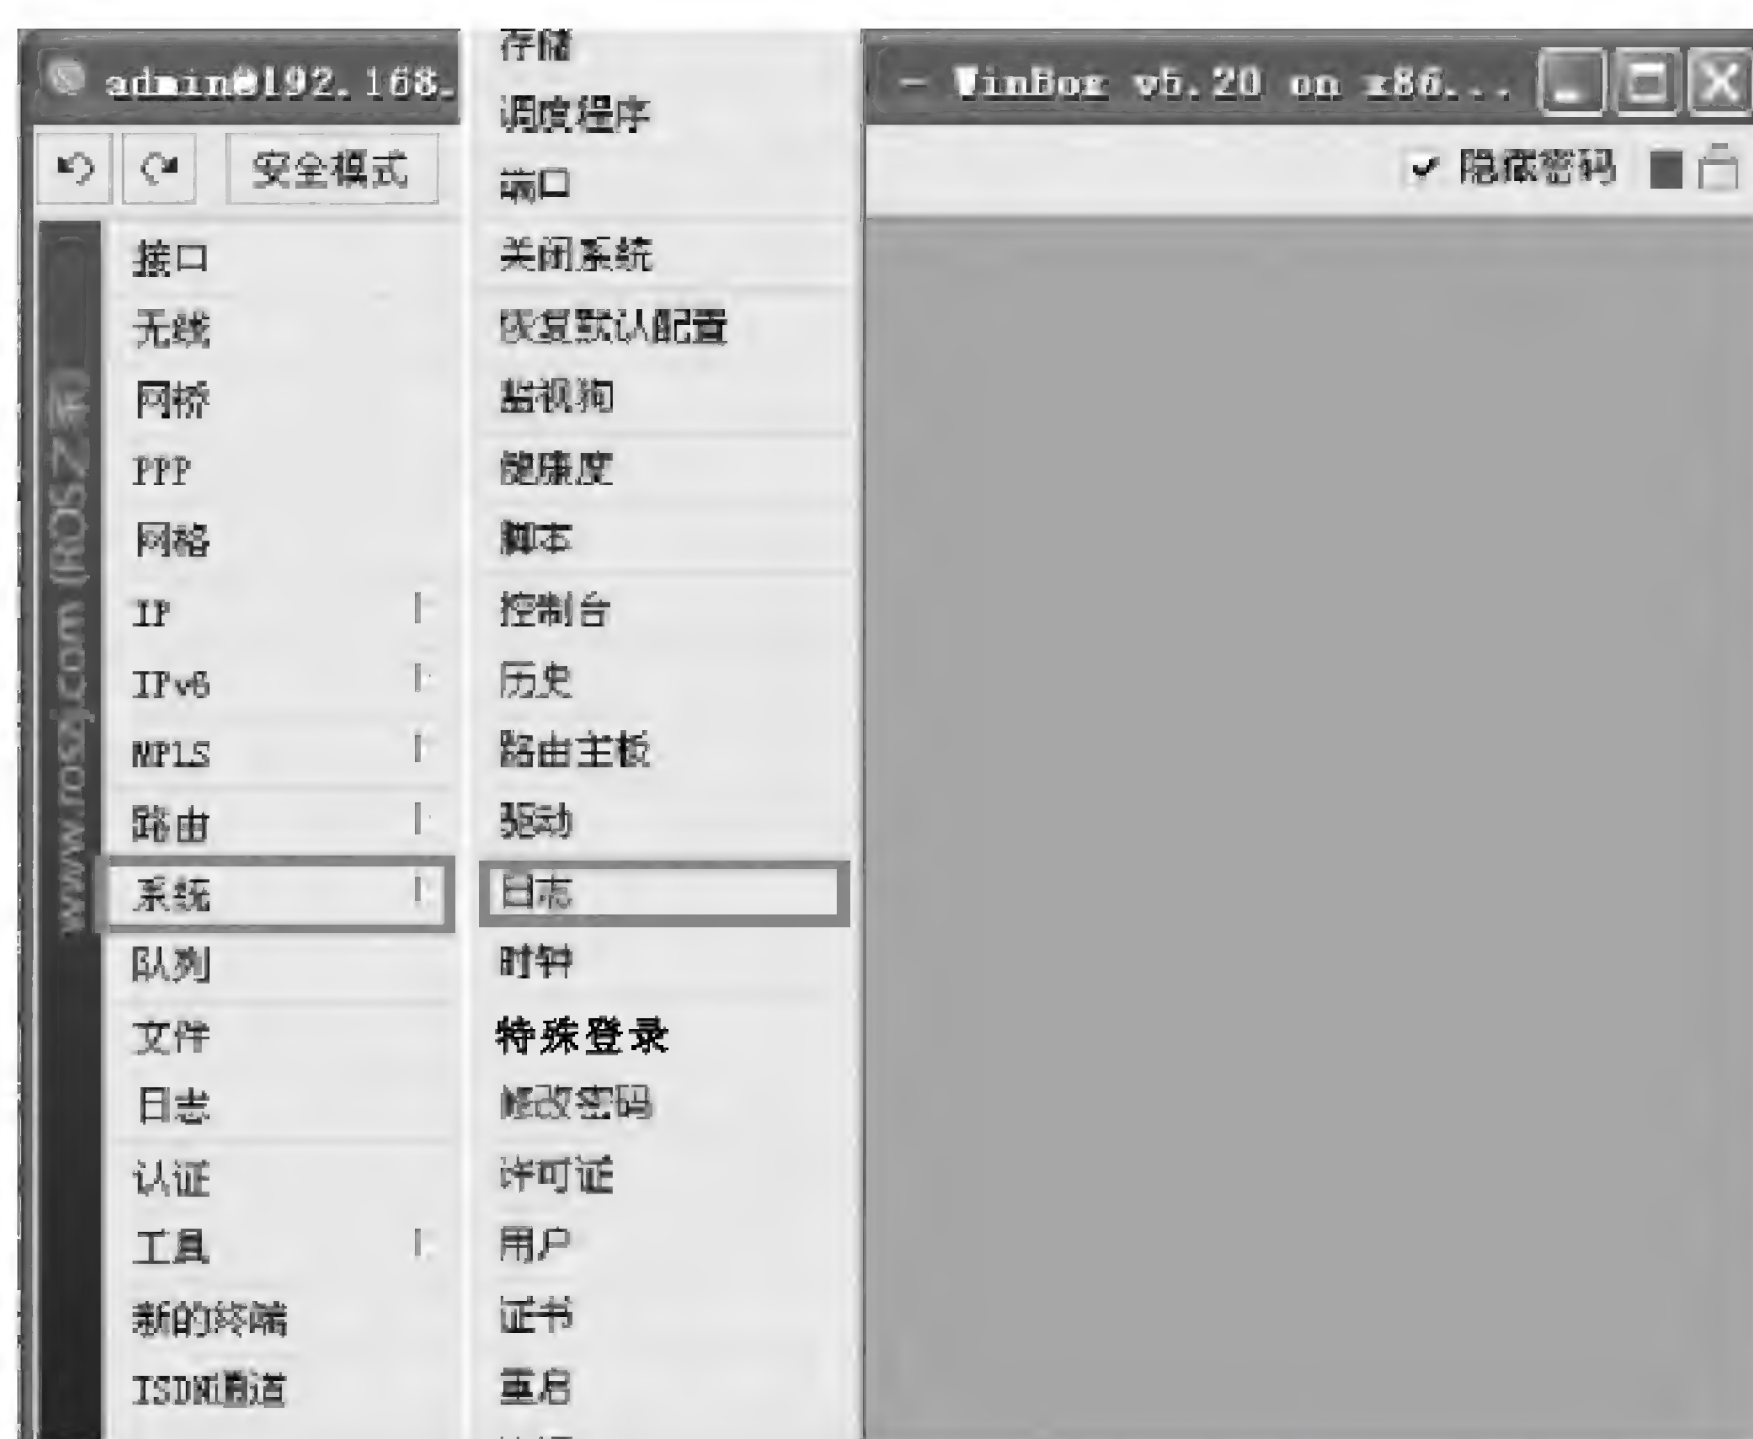 admin@192.168.
- WinBox v5.20 on x86...
安全模式
隐藏密码
接口
无线
网桥
PPP
网格
IP
IPv6
MPLS
路由
系统
队列
文件
日志
认证
工具
新的终端
ISDN通道
存储
调度程序
端口
关闭系统
恢复默认配置
监视狗
健康度
脚本
控制台
历史
路由主板
驱动
日志
时钟
特殊登录
修改密码
许可证
用户
证书
重启
www.roszj.com (ROS之家)